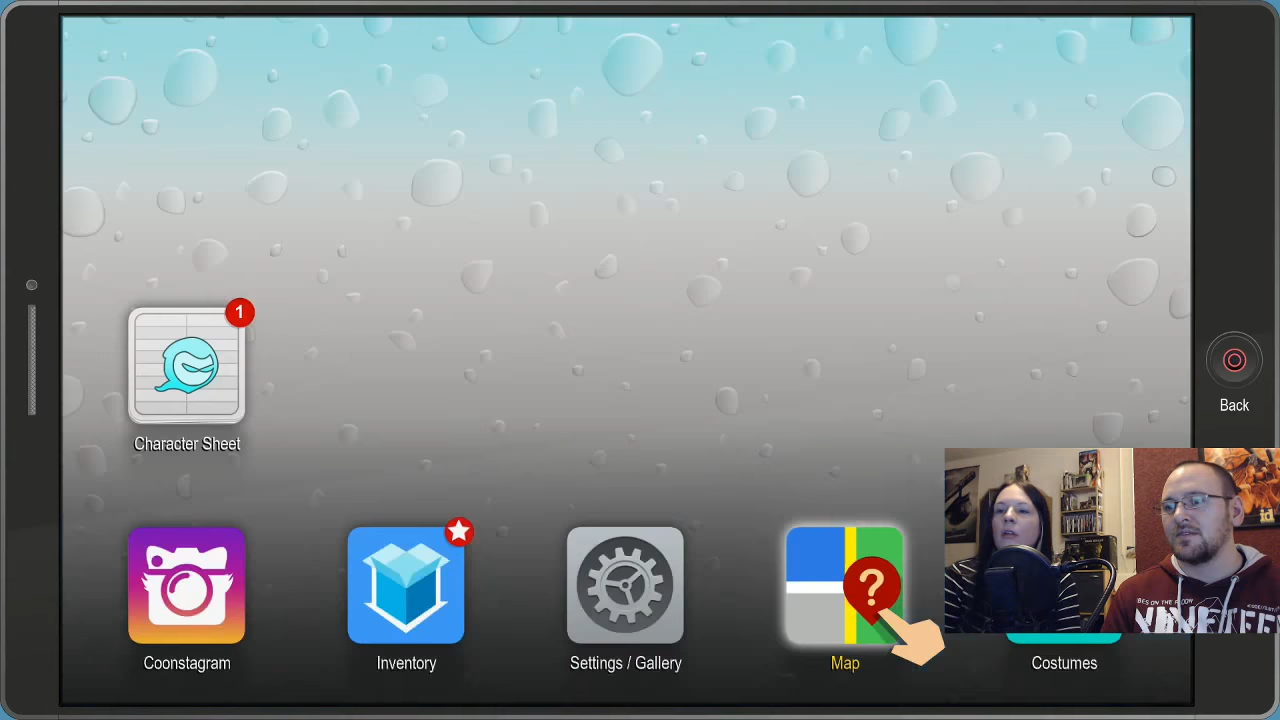 1
Character Sheet
Back
Coonstagram
Inventory
Settings / Gallery
?
Map
Costumes